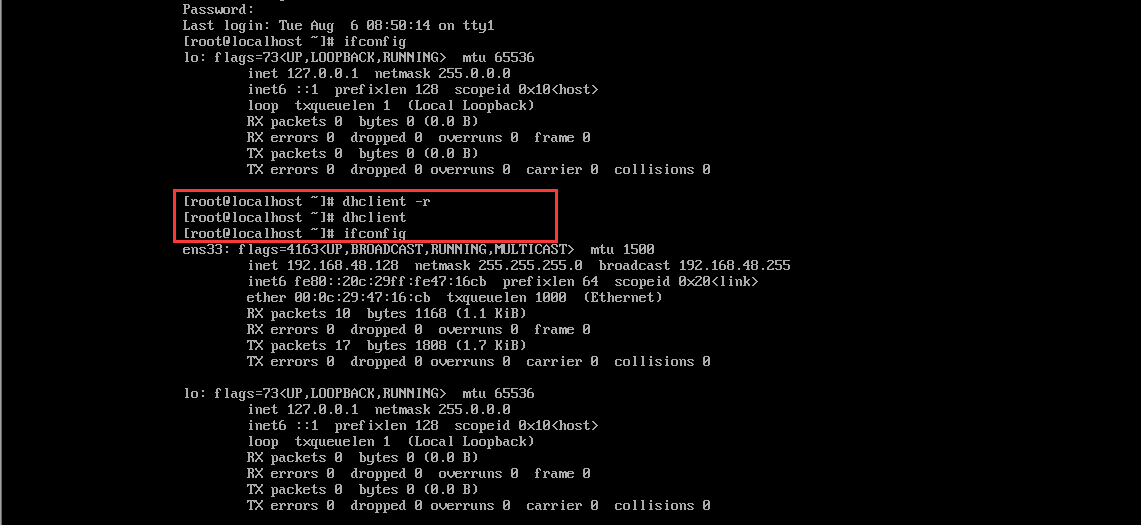 Password:
Last login: Tue Aug  6 08:50:14 on tty1
[root@localhost ~]# ifconfig
lo: flags=73<UP,LOOPBACK,RUNNING>  mtu 65536
        inet 127.0.0.1  netmask 255.0.0.0
        inet6 ::1  prefixlen 128  scopeid 0x10<host>
        loop  txqueuelen 1  (Local Loopback)
        RX packets 0  bytes 0 (0.0 B)
        RX errors 0  dropped 0  overruns 0  frame 0
        TX packets 0  bytes 0 (0.0 B)
        TX errors 0  dropped 0 overruns 0  carrier 0  collisions 0
[root@localhost ~]# dhclient -r
[root@localhost ~]# dhclient
[root@localhost ~]# ifconfig
ens33: flags=4163<UP,BROADCAST,RUNNING,MULTICAST>  mtu 1500
        inet 192.168.48.128  netmask 255.255.255.0  broadcast 192.168.48.255
        inet6 fe80::20c:29ff:fe47:16cb  prefixlen 64  scopeid 0x20<link>
        ether 00:0c:29:47:16:cb  txqueuelen 1000  (Ethernet)
        RX packets 10  bytes 1168 (1.1 KiB)
        RX errors 0  dropped 0  overruns 0  frame 0
        TX packets 17  bytes 1808 (1.7 KiB)
        TX errors 0  dropped 0 overruns 0  carrier 0  collisions 0
lo: flags=73<UP,LOOPBACK,RUNNING>  mtu 65536
        inet 127.0.0.1  netmask 255.0.0.0
        inet6 ::1  prefixlen 128  scopeid 0x10<host>
        loop  txqueuelen 1  (Local Loopback)
        RX packets 0  bytes 0 (0.0 B)
        RX errors 0  dropped 0  overruns 0  frame 0
        TX packets 0  bytes 0 (0.0 B)
        TX errors 0  dropped 0 overruns 0  carrier 0  collisions 0